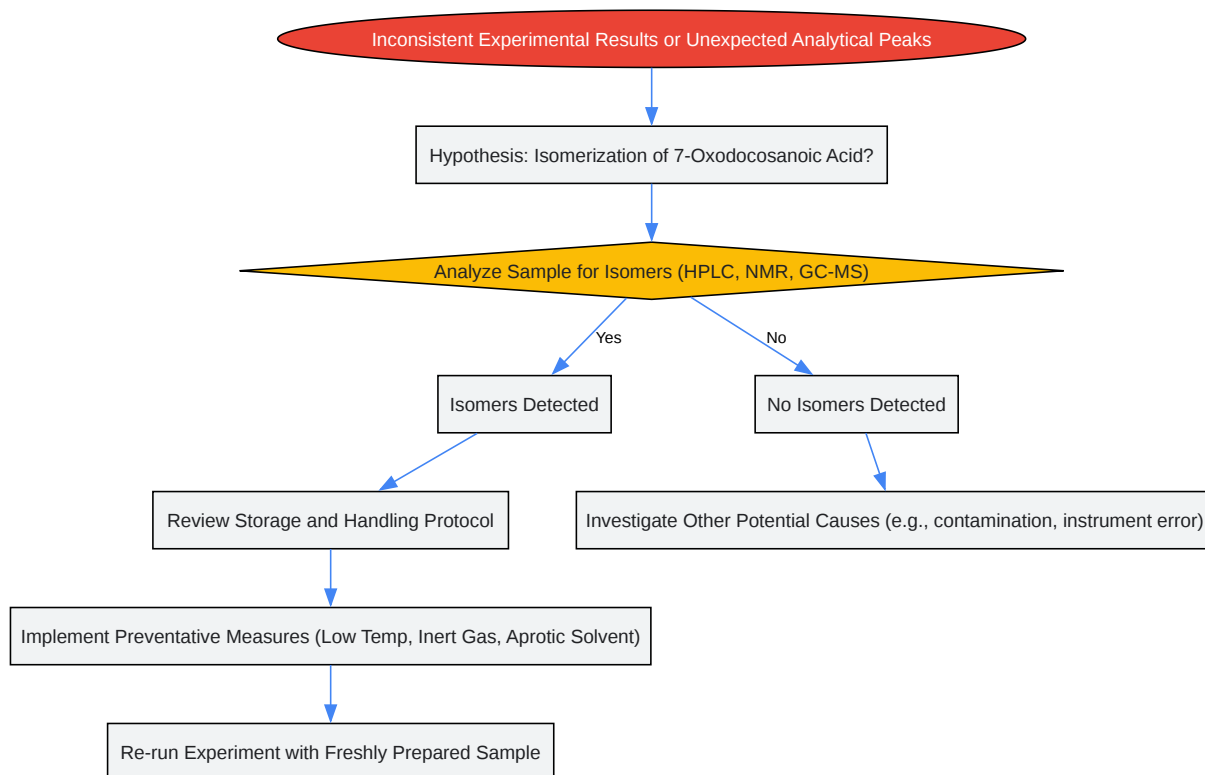 Inconsistent Experimental Results or Unexpected Analytical Peaks
Hypothesis: Isomerization of 7-Oxodocosanoic Acid?
Analyze Sample for Isomers (HPLC, NMR, GC-MS)
Yes
No
Isomers Detected
No Isomers Detected
Review Storage and Handling Protocol
Investigate Other Potential Causes (e.g., contamination, instrument error)
Implement Preventative Measures (Low Temp, Inert Gas, Aprotic Solvent)
Re-run Experiment with Freshly Prepared Sample